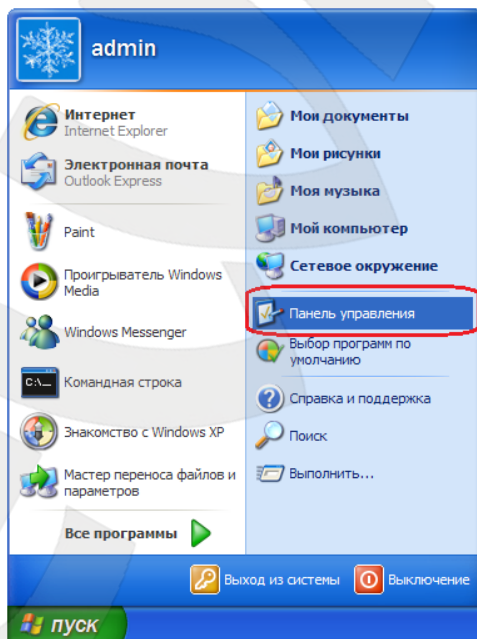 admin
Интернет
Internet Explorer
Электронная почта
Outlook Express
Paint
Проигрыватель Windows
Media
Windows Messenger
C:\_
Командная строка
Знакомство с Windows XP
Мастер переноса файлов и
параметров
Все программы
Мои документы
Мои рисунки
Моя музыка
Мой компьютер
Сетевое окружение
Панель управления
Выбор программ по
умолчанию
Справка и поддержка
Поиск
Выполнить...
Выход из системы
Выключение
пуск